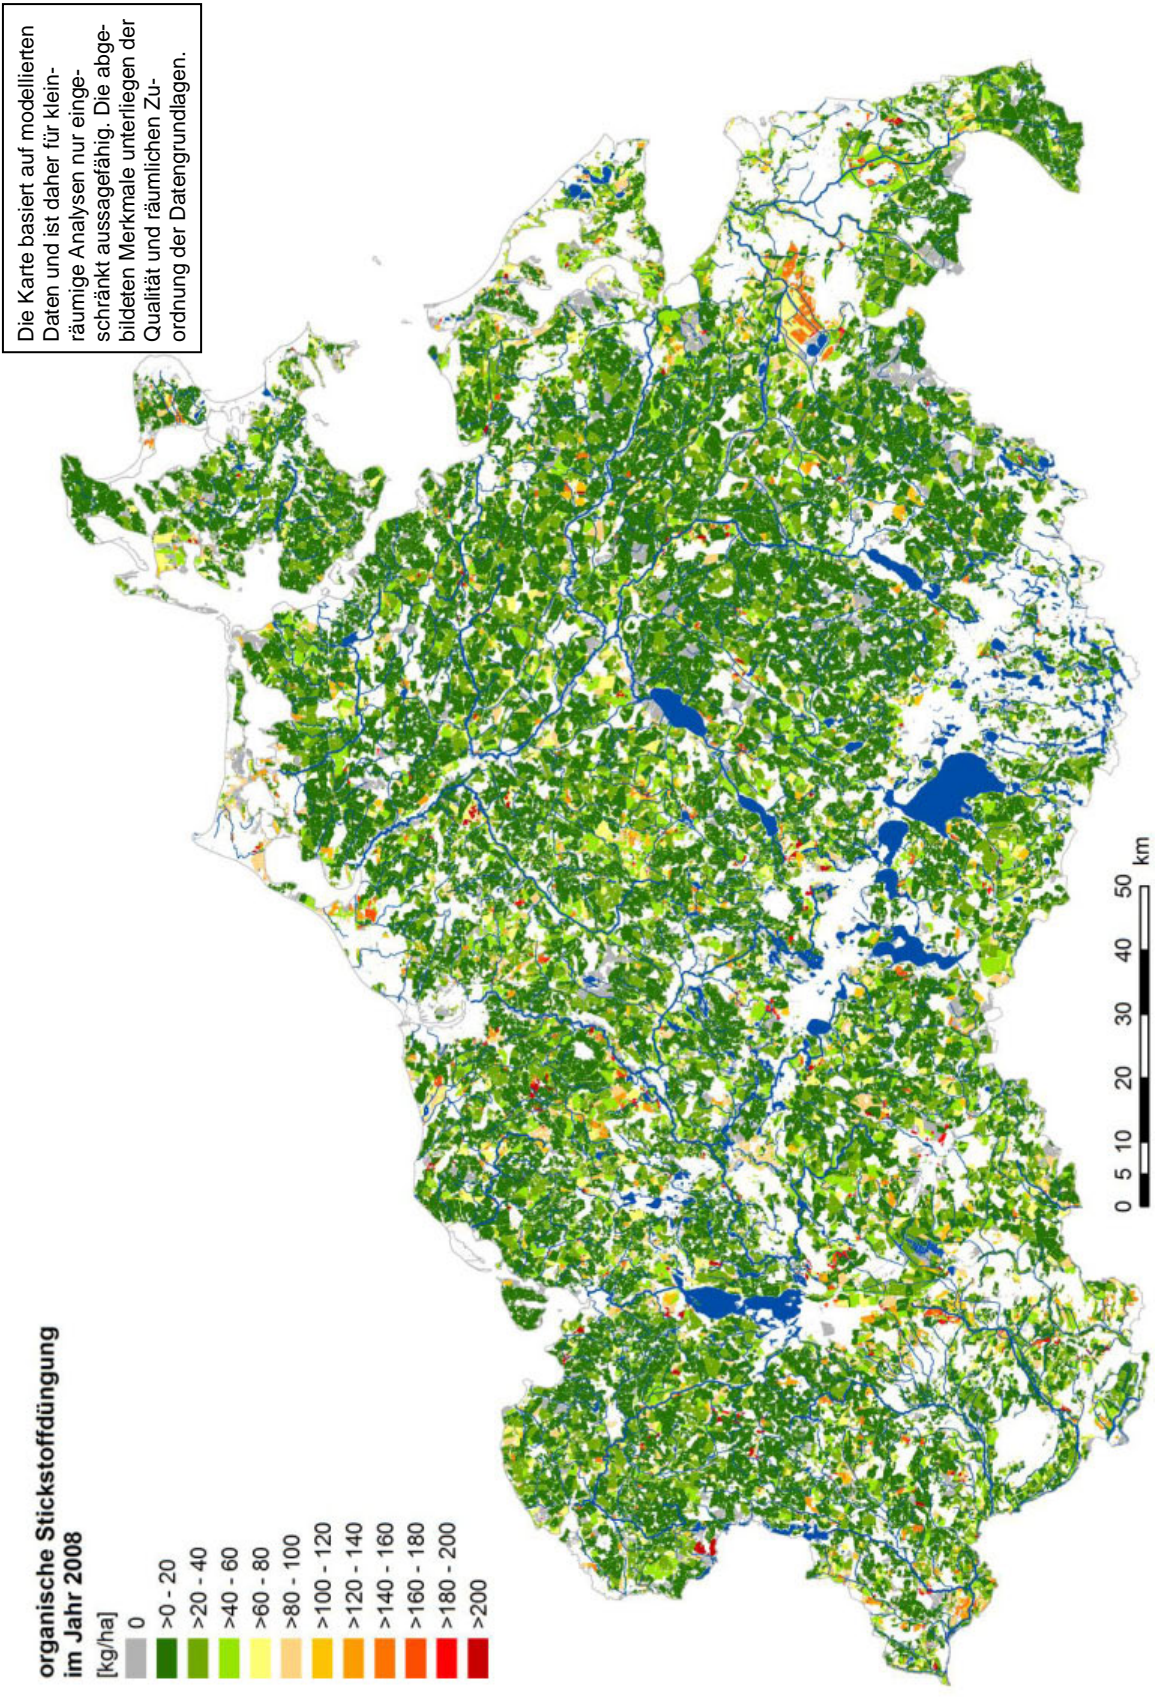 organische Stickstoffdüngung
im Jahr 2008
[kg/ha]
0
>0 - 20
>20 - 40
>40 - 60
>60 - 80
>80 - 100
>100 - 120
>120 - 140
>140 - 160
>160 - 180
>180 - 200
>200
Die Karte basiert auf modellierten
Daten und ist daher für klein-
räumige Analysen nur einge-
schränkt aussagefähig. Die abge-
bildeten Merkmale unterliegen der
Qualität und räumlichen Zu-
ordnung der Datengrundlagen.
0 5 10 20 30 40 50 km